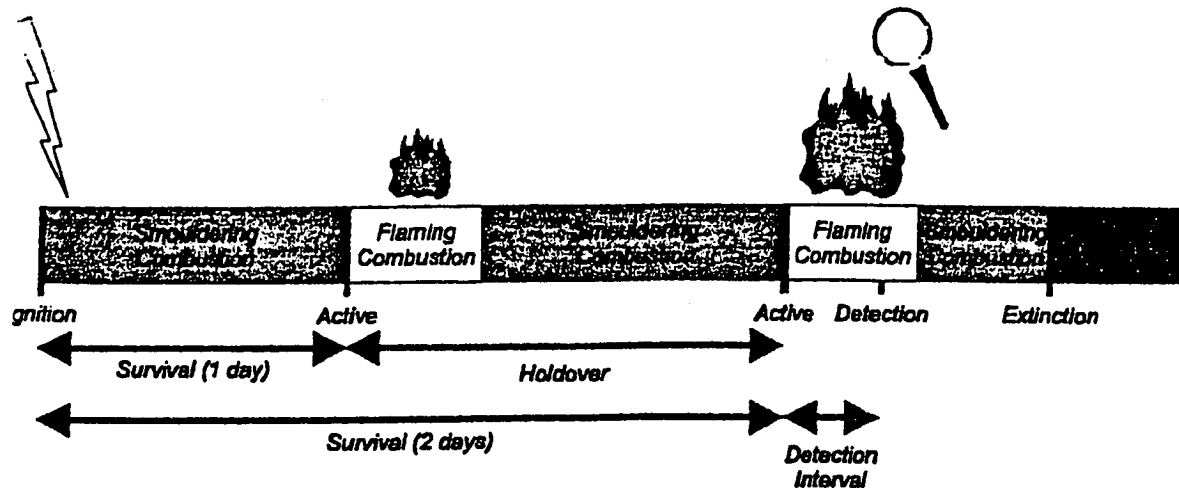 Smouldering
Combustion
Flaming
Combustion
Smouldering
Combustion
Flaming
Combustion
Smouldering
Combustion
gnition
Active
Active
Detection
Extinction
Survival (1 day)
Holdover
Survival (2 days)
Detection
Interval